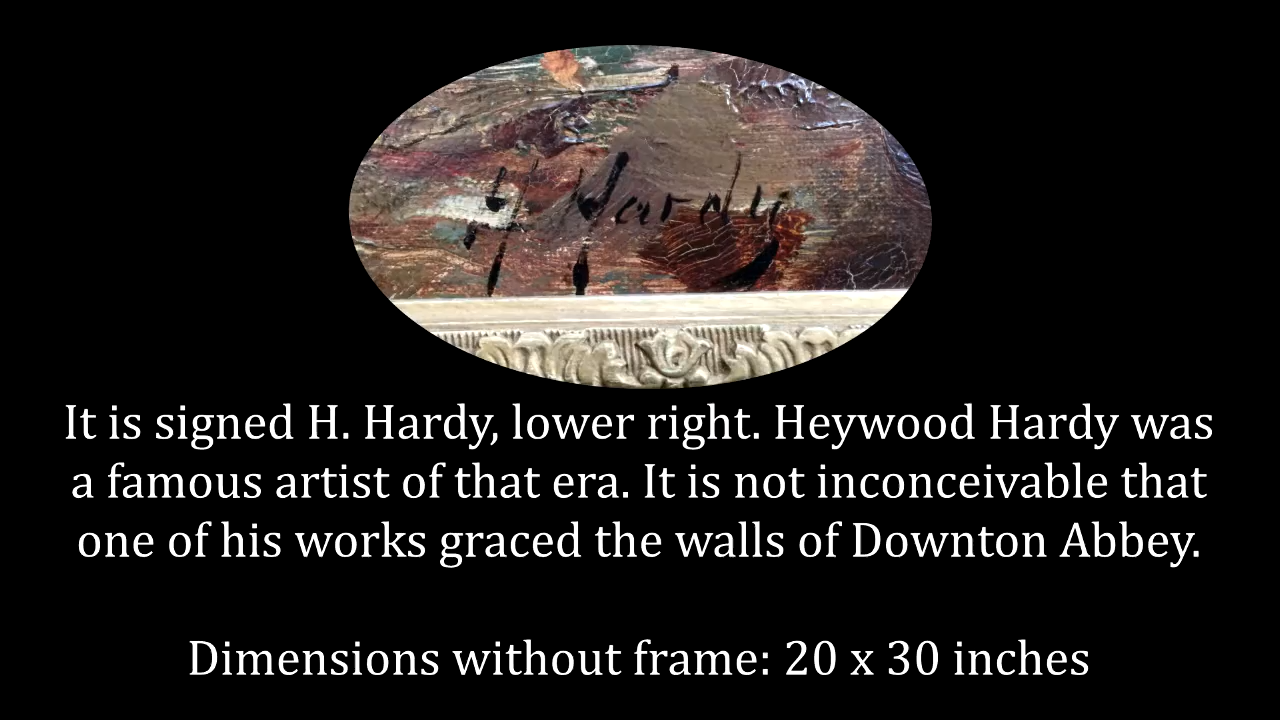 H Hardy
It is signed H. Hardy, lower right. Heywood Hardy was
a famous artist of that era. It is not inconceivable that
one of his works graced the walls of Downton Abbey.
Dimensions without frame: 20 x 30 inches